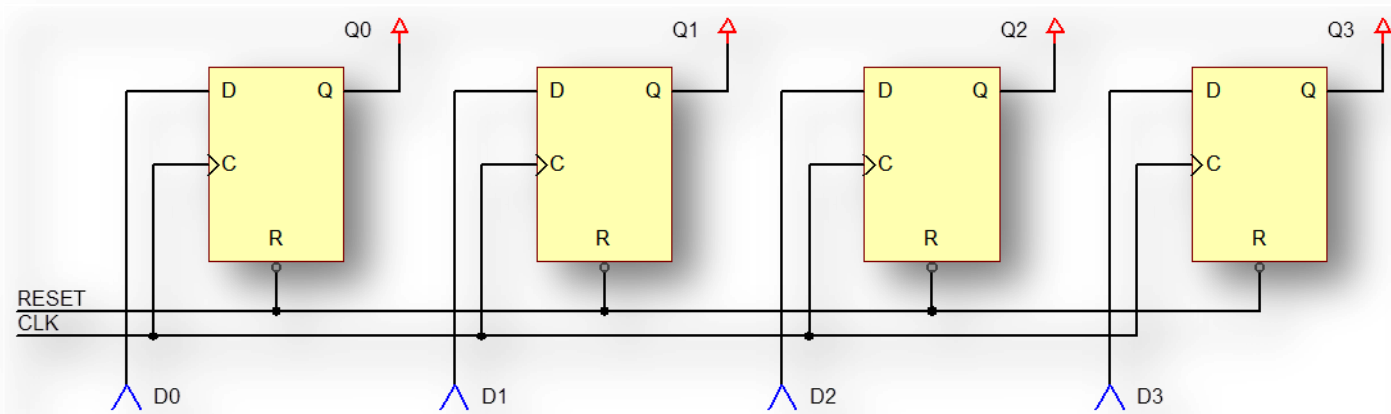 Q0 Q1 Q2 Q3
D Q D Q D Q D Q
C C C C
R R R R
RESET
CLK
D0 D1 D2 D3